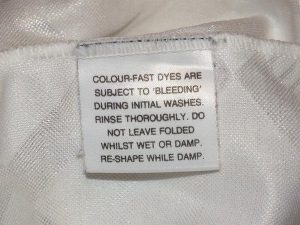 COLOUR-FAST DYES ARE
SUBJECT TO 'BLEEDING'
DURING INITIAL WASHES.
RINSE THOROUGHLY. DO
NOT LEAVE FOLDED
WHILST WET OR DAMP.
RE-SHAPE WHILE DAMP.